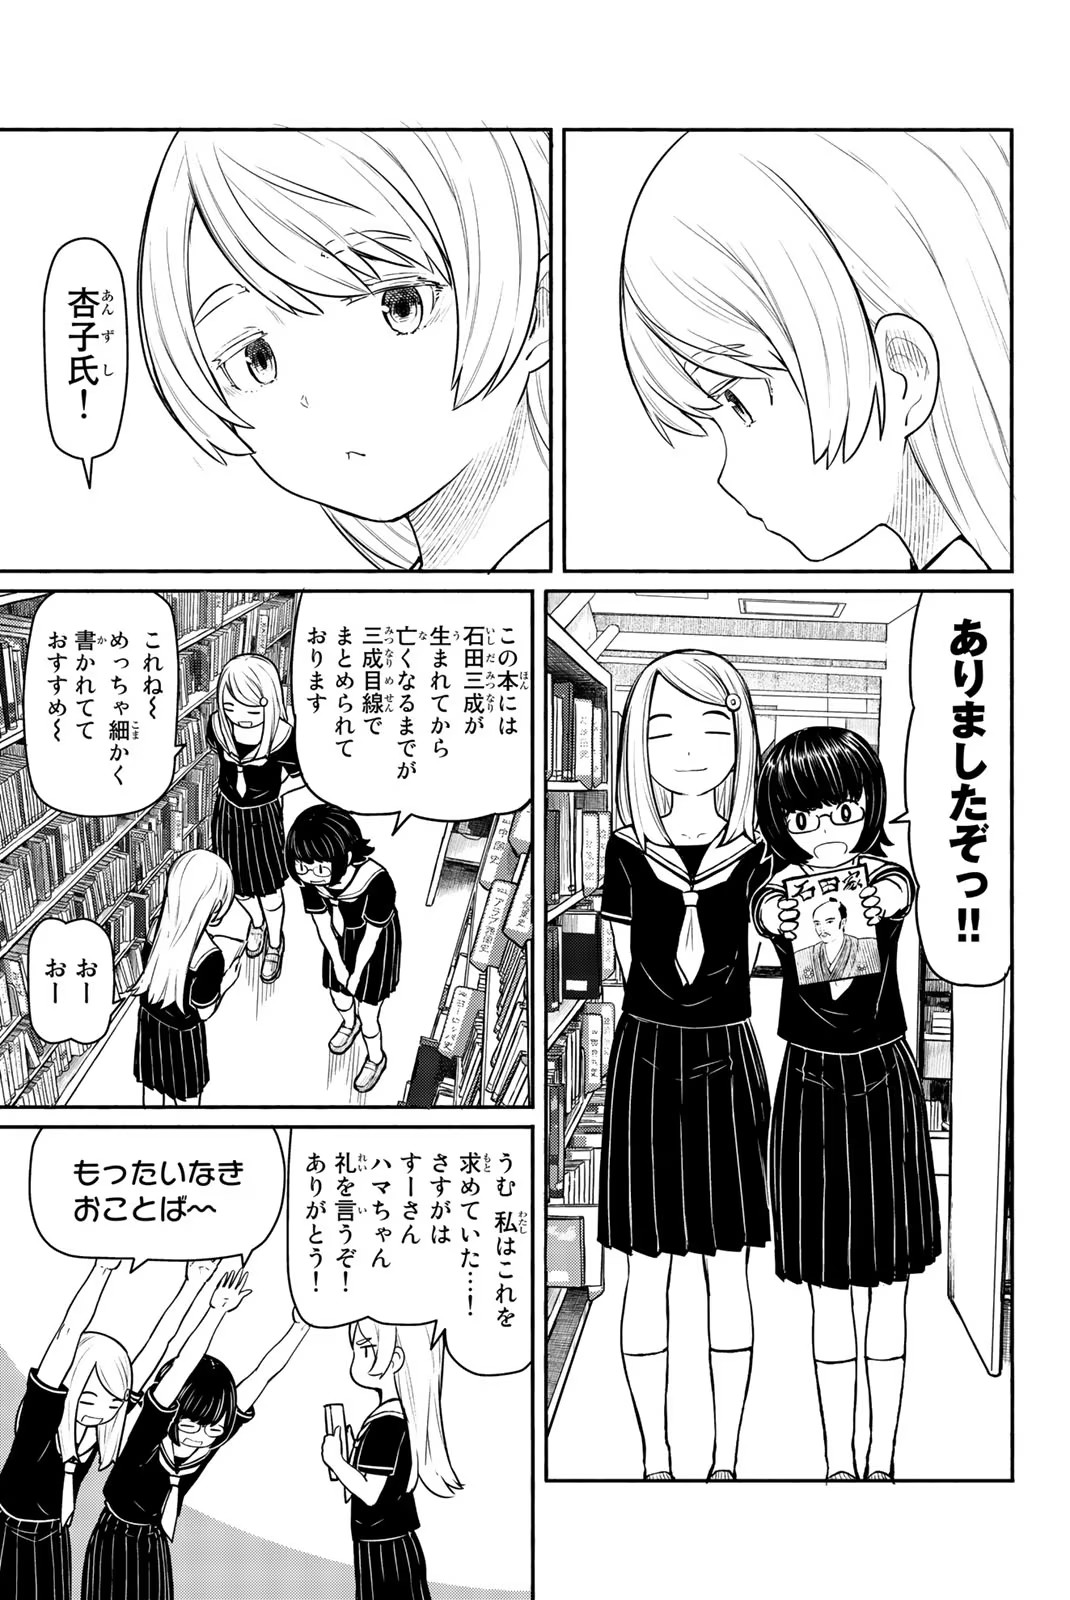 杏子氏！
ありましたぞっ!!
石田家
この本には
石田三成が
生まれてから
亡くなるまでが
三成目線で
まとめられて
おります
これね〜
めっちゃ細かく
書かれてて
おすすめ〜
おー
おー
うむ 私はこれを
求めていた…！
さすがは
すーさん
ハマちゃん
礼を言うぞ！
ありがとう！
もったいなき
おことば〜